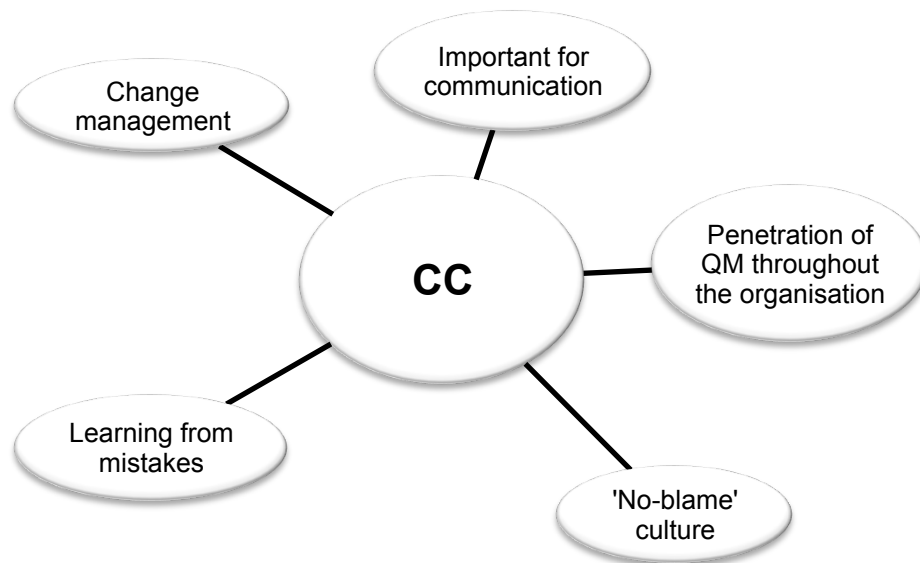 Important for
communication
Change
management
CC
Penetration of
QM throughout
the organisation
Learning from
mistakes
'No-blame'
culture